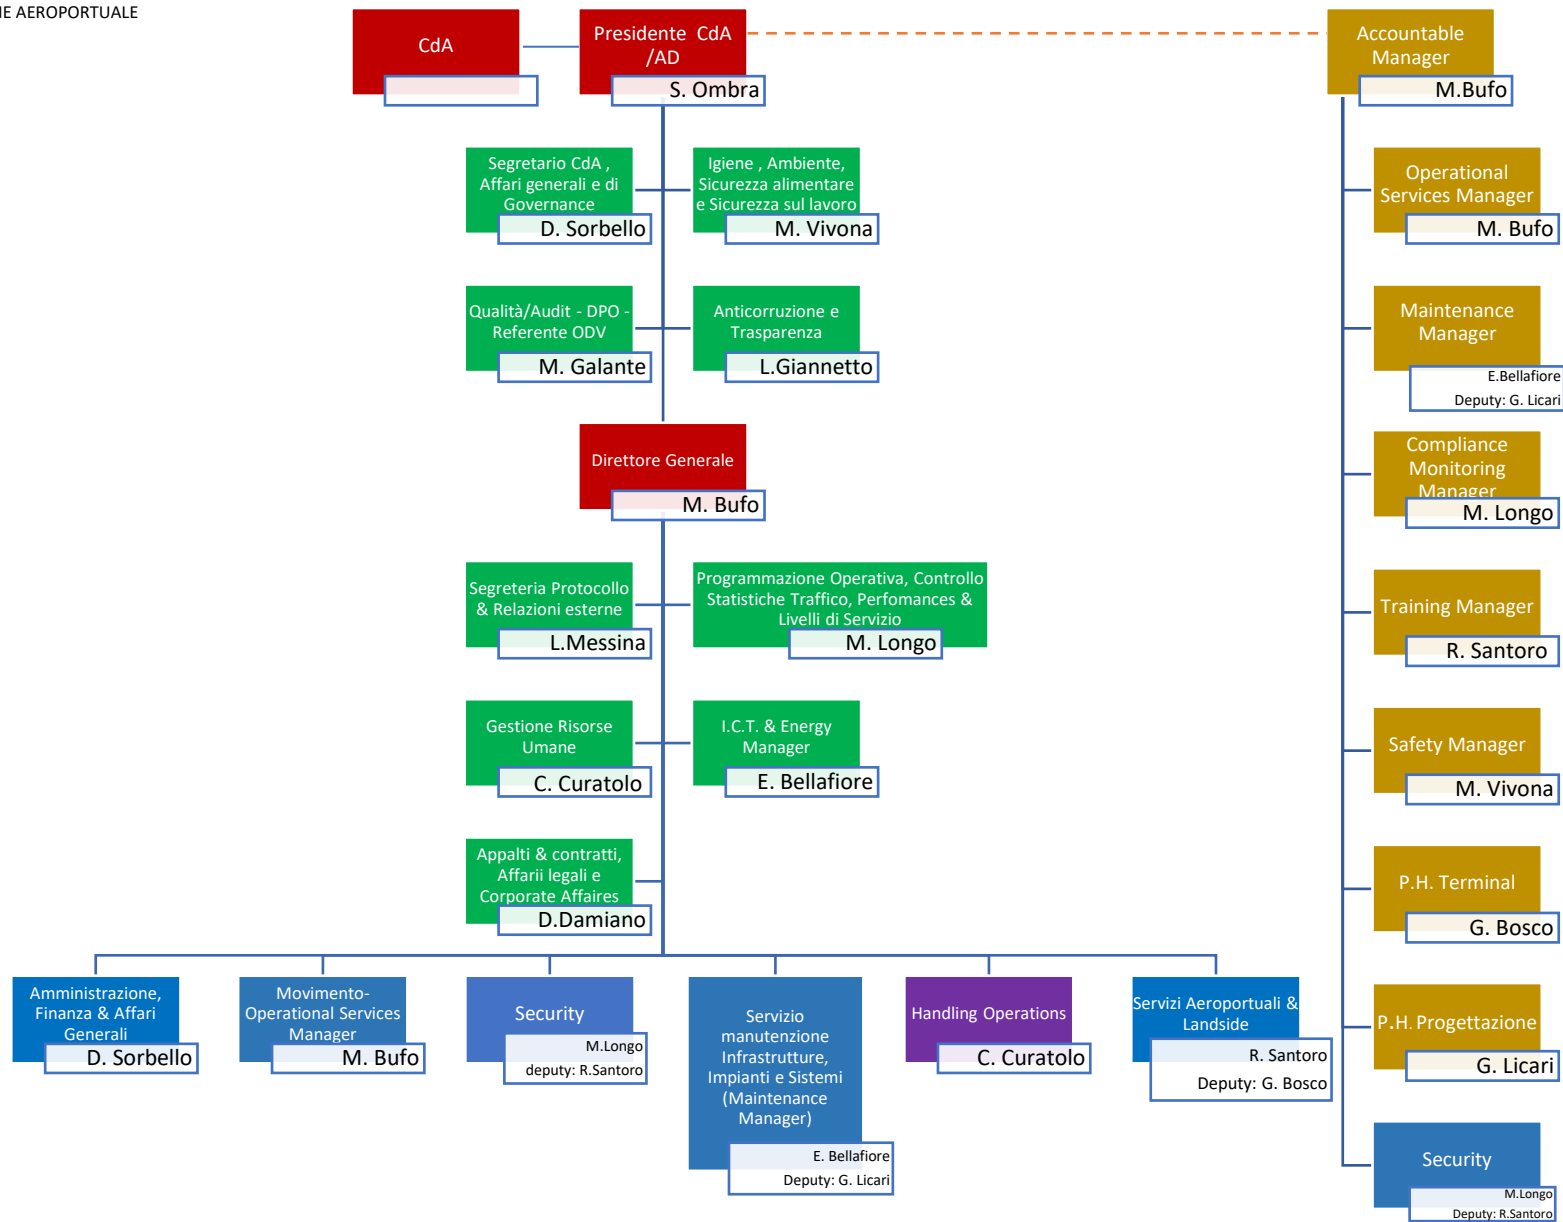 NE AEROPORTUALE
CdA
Presidente CdA
/AD
S. Ombra
Accountable
Manager
M.Bufo
Segretario CdA ,
Affari generali e di
Governance
D. Sorbello
Igiene , Ambiente,
Sicurezza alimentare
e Sicurezza sul lavoro
M. Vivona
Operational
Services Manager
M. Bufo
Qualità/Audit - DPO -
Referente ODV
M. Galante
Anticorruzione e
Trasparenza
L.Giannetto
Maintenance
Manager
E.Bellafiore
Deputy: G. Licari
Direttore Generale
M. Bufo
Compliance
Monitoring
Manager
M. Longo
Segreteria Protocollo
& Relazioni esterne
L.Messina
Programmazione Operativa, Controllo
Statistiche Traffico, Perfomances &
Livelli di Servizio
M. Longo
Training Manager
R. Santoro
Gestione Risorse
Umane
C. Curatolo
I.C.T. & Energy
Manager
E. Bellafiore
Safety Manager
M. Vivona
Appalti & contratti,
Affarii legali e
Corporate Affaires
D.Damiano
P.H. Terminal
G. Bosco
Amministrazione,
Finanza & Affari
Generali
D. Sorbello
Movimento-
Operational Services
Manager
M. Bufo
Security
M.Longo
deputy: R.Santoro
Servizio
manutenzione
Infrastrutture,
Impianti e Sistemi
(Maintenance
Manager)
E. Bellafiore
Deputy: G. Licari
Handling Operations
C. Curatolo
Servizi Aeroportuali &
Landside
R. Santoro
Deputy: G. Bosco
P.H. Progettazione
G. Licari
Security
M.Longo
Deputy: R.Santoro